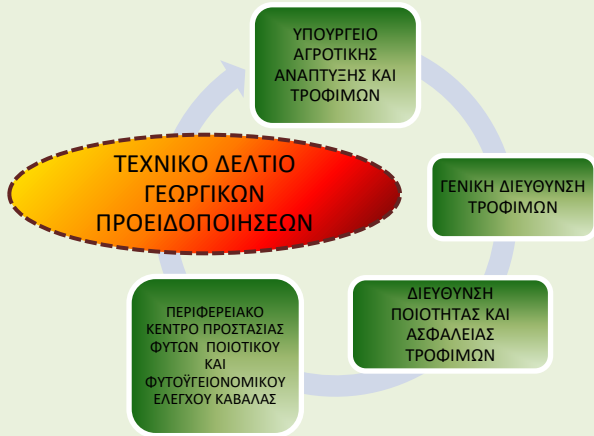 ΥΠΟΥΡΓΕΙΟ
ΑΓΡΟΤΙΚΗΣ
ΑΝΑΠΤΥΞΗΣ ΚΑΙ
ΤΡΟΦΙΜΩΝ
ΤΕΧΝΙΚΟ ΔΕΛΤΙΟ
ΓΕΩΡΓΙΚΩΝ
ΠΡΟΕΙΔΟΠΟΙΗΣΕΩΝ
ΓΕΝΙΚΗ ΔΙΕΥΘΥΝΣΗ
ΤΡΟΦΙΜΩΝ
ΔΙΕΥΘΥΝΣΗ
ΠΟΙΟΤΗΤΑΣ ΚΑΙ
ΑΣΦΑΛΕΙΑΣ
ΤΡΟΦΙΜΩΝ
ΠΕΡΙΦΕΡΕΙΑΚΟ
ΚΕΝΤΡΟ ΠΡΟΣΤΑΣΙΑΣ
ΦΥΤΩΝ ΠΟΙΟΤΙΚΟΥ
ΚΑΙ
ΦΥΤΟΫΓΕΙΟΝΟΜΙΚΟΥ
ΕΛΕΓΧΟΥ ΚΑΒΑΛΑΣ